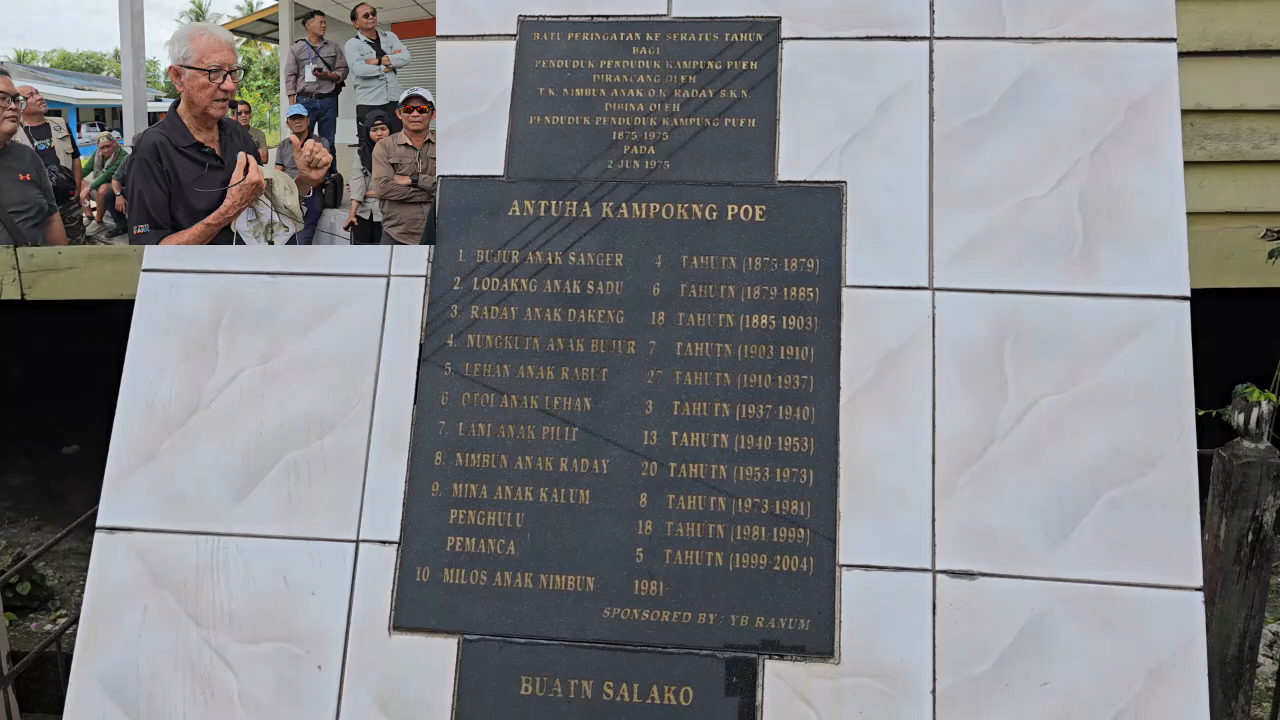 BATU PERINGATAN KE SERATUS TAHUN
BAGI
PENDUDUK PENDUDUK KAMPUNG PUEH
DIRANCANG OLEH
T.K. NIMBUN ANAK O.K. RADAY S.K.N.
DIBINA OLEH
PENDUDUK PENDUDUK KAMPUNG PUEH
1875-1975
PADA
2 JUN 1975
ANTUHA KAMPOKNG POE
1. BUJUR ANAK SANGER 4 TAHUTN (1875-1879)
2. LODAKNG ANAK SADU 6 TAHUTN (1879-1885)
3. RADAY ANAK DAKENG 18 TAHUTN (1885-1903)
4. NUNGKUTN ANAK BUJUR 7 TAHUTN (1903-1910)
5. LEHAN ANAK RABUT 27 TAHUTN (1910-1937)
6. OTOI ANAK LEHAN 3 TAHUTN (1937-1940)
7. LANI ANAK PILIT 13 TAHUTN (1940-1953)
8. NIMBUN ANAK RADAY 20 TAHUTN (1953-1973)
9. MINA ANAK KALUM 8 TAHUTN (1973-1981)
PENGHULU 18 TAHUTN (1981-1999)
PEMANCA 5 TAHUTN (1999-2004)
10 MILOS ANAK NIMBUN 1981-
SPONSORED BY: YB RANUM
BUATN SALAKO